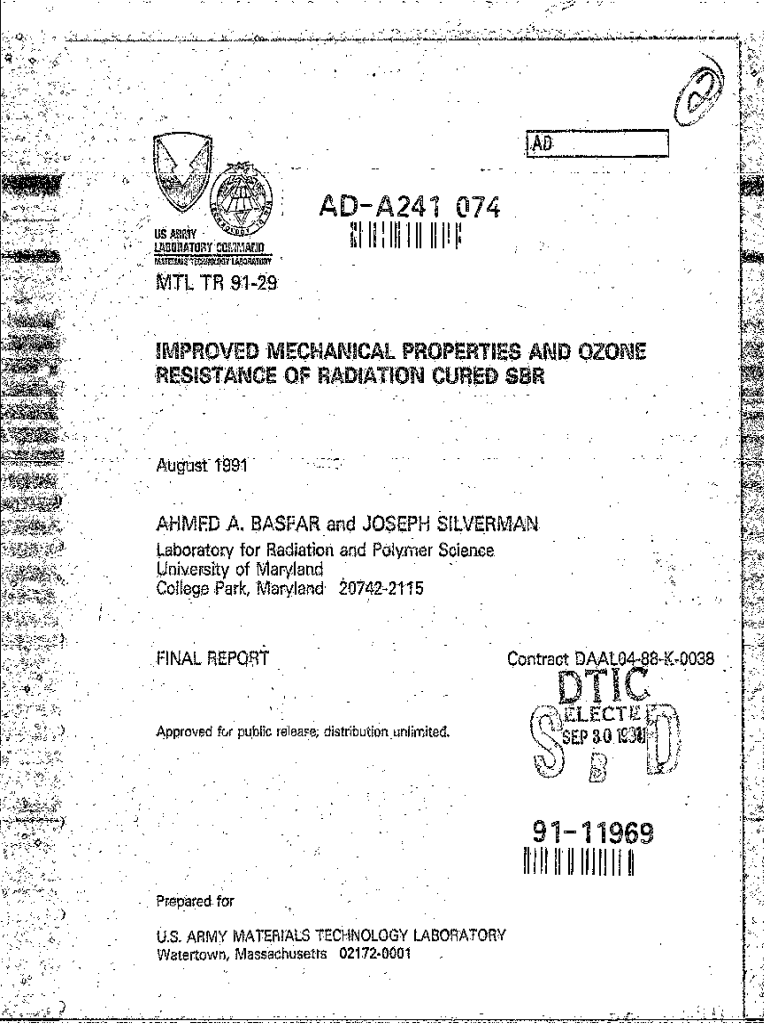 2
AD
US ARMY
LABORATORY COMMAND
MATERIALS TECHNOLOGY LABORATORY
AD-A241 074
MTL TR 91-29
IMPROVED MECHANICAL PROPERTIES AND OZONE
RESISTANCE OF RADIATION CURED SBR
August 1991
AHMED A. BASFAR and JOSEPH SILVERMAN
Laboratory for Radiation and Polymer Science
University of Maryland
College Park, Maryland 20742-2115
FINAL REPORT
Contract DAAL04-88-K-0038
DTIC
ELECTE
SEP 30 1991
S B D
Approved for public release; distribution unlimited.
91-11969
Prepared for
U.S. ARMY MATERIALS TECHNOLOGY LABORATORY
Watertown, Massachusetts 02172-0001